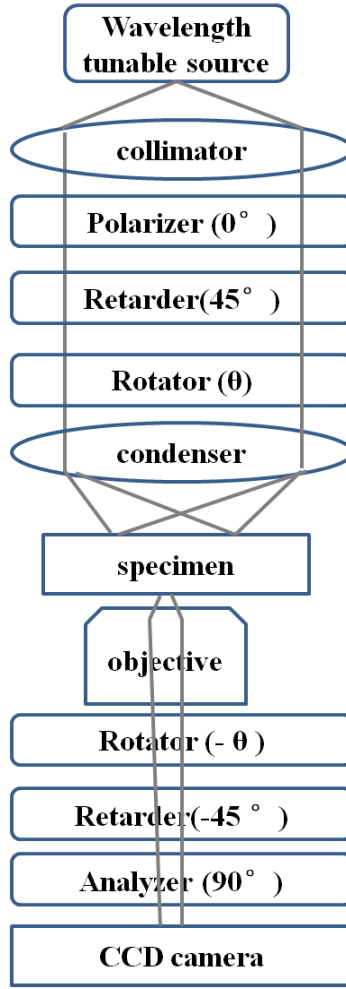 Wavelength
tunable source
collimator
Polarizer (0° )
Retarder(45° )
Rotator (θ)
condenser
specimen
objective
Rotator (- θ )
Retarder(-45 ° )
Analyzer (90° )
CCD camera